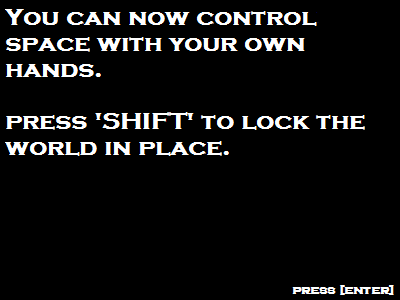 You can now control
space with your own
hands.
press 'SHIFT' to lock the
world in place.
press [enter]